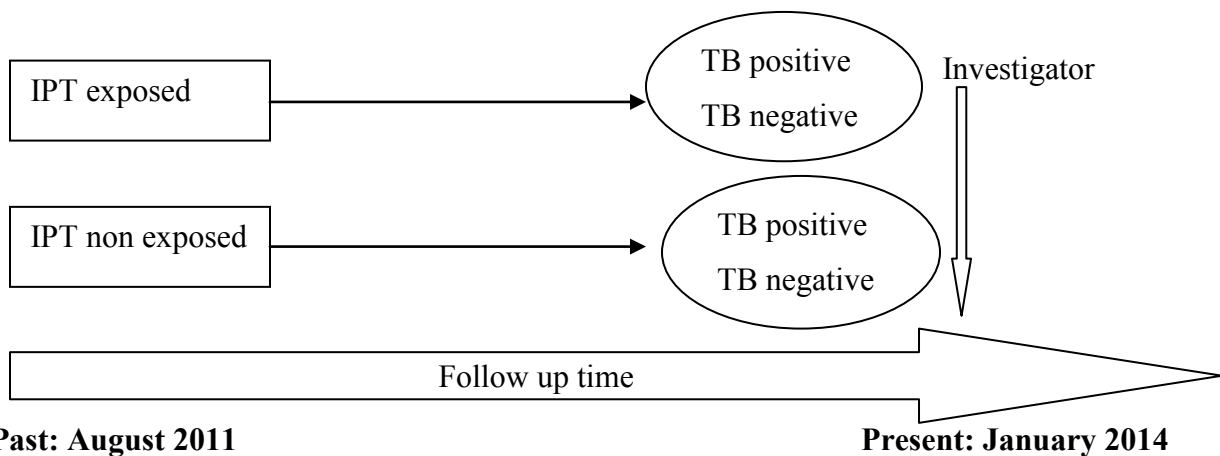 IPT exposed
TB positive
TB negative
Investigator
IPT non exposed
TB positive
TB negative
Follow up time
Past: August 2011
Present: January 2014